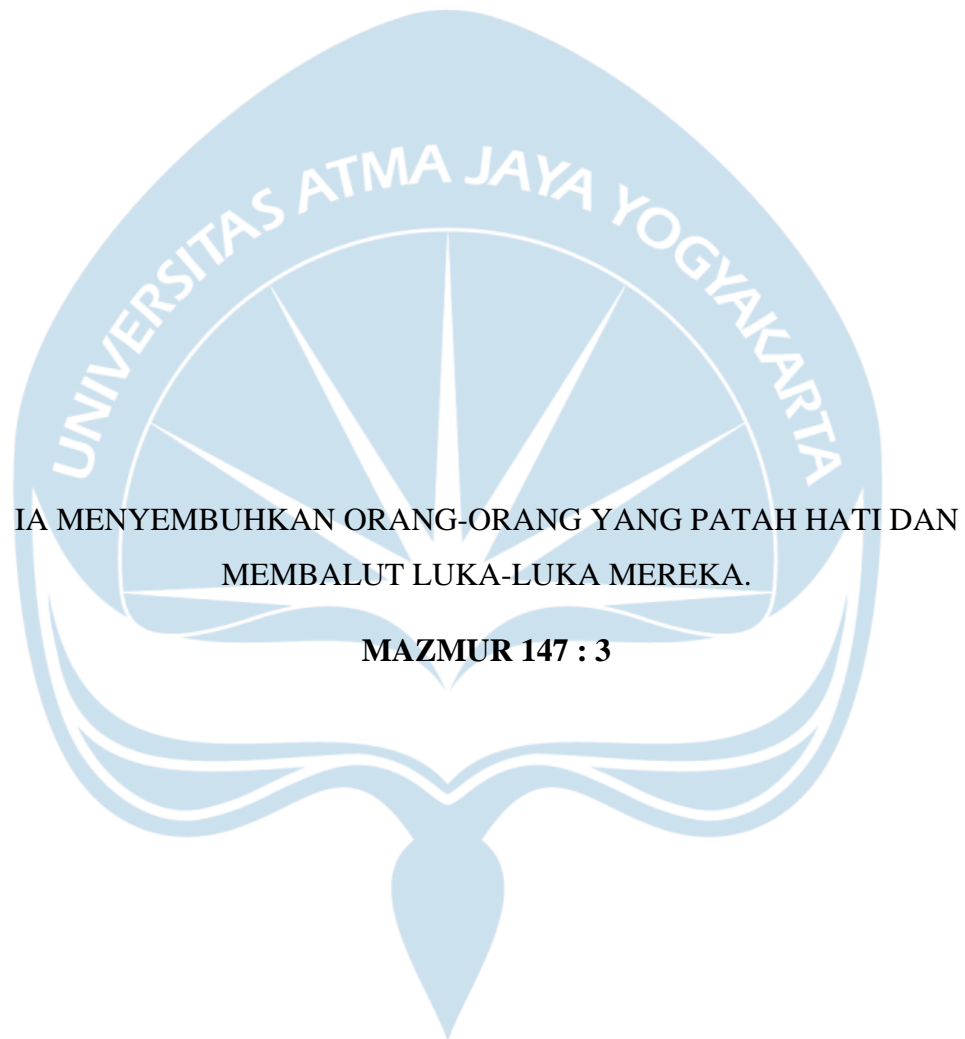 UNIVERSITAS ATMA JAYA YOGYAKARTA
IA MENYEMBUHKAN ORANG-ORANG YANG PATAH HATI DAN
MEMBALUT LUKA-LUKA MEREKA.
MAZMUR 147 : 3